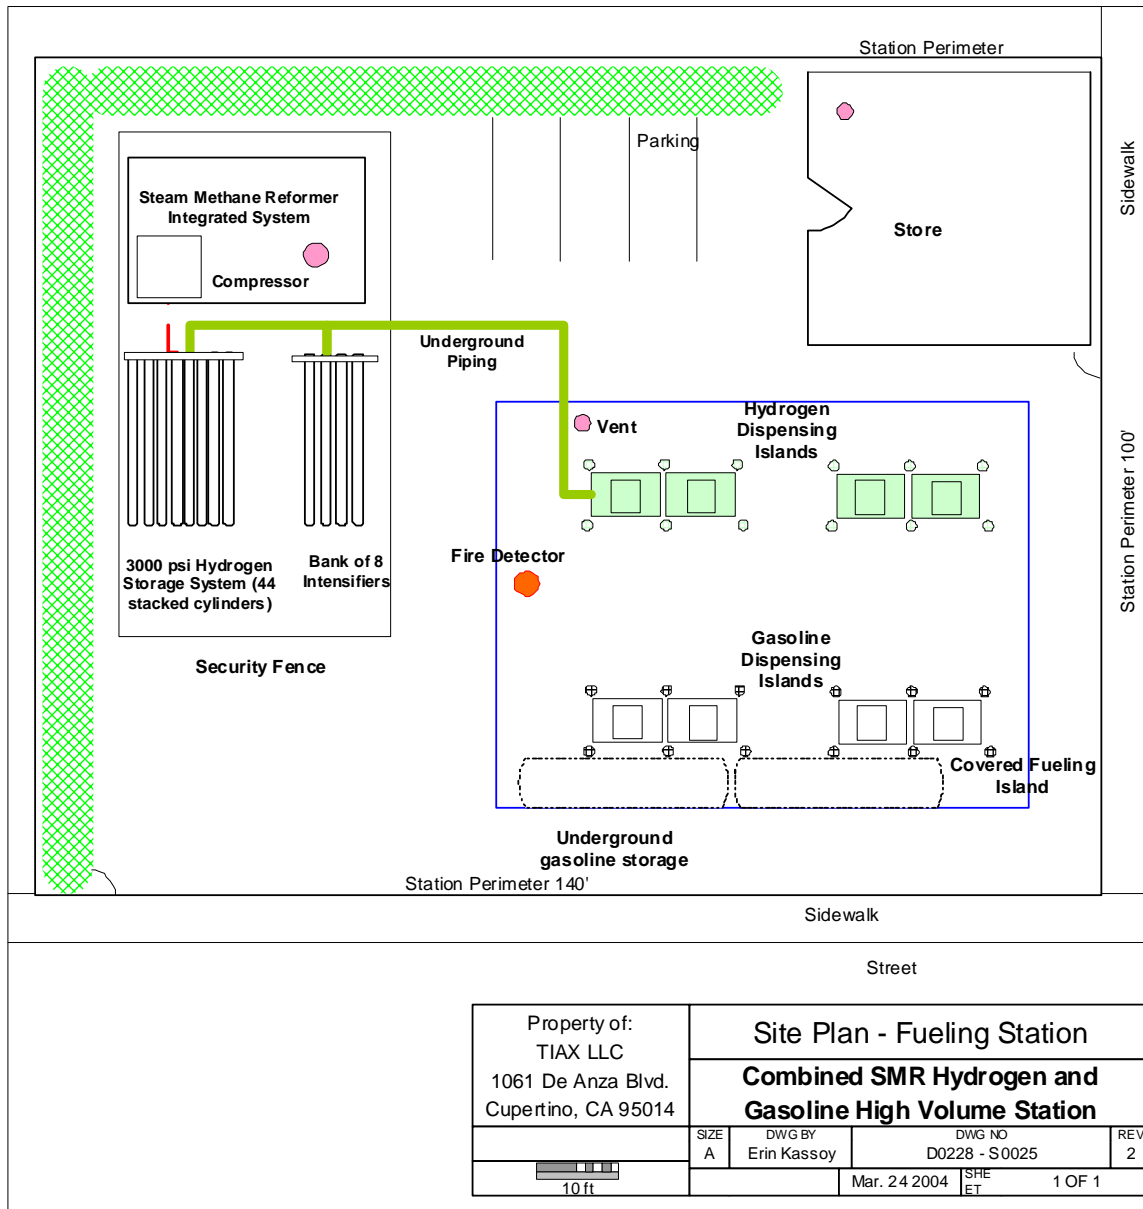 Station Perimeter
Sidewalk
Parking
Steam Methane Reformer
Integrated System
Store
Compressor
Underground
Piping
Hydrogen
Dispensing
Islands
Vent
Station Perimeter 100'
Fire Detector
3000 psi Hydrogen
Storage System (44
stacked cylinders)
Bank of 8
Intensifiers
Security Fence
Gasoline
Dispensing
Islands
Covered Fueling
Island
Underground
gasoline storage
Station Perimeter 140'
Sidewalk
Street
Property of:
TIAX LLC
1061 De Anza Blvd.
Cupertino, CA 95014
Site Plan - Fueling Station
Combined SMR Hydrogen and
Gasoline High Volume Station
SIZE
A
DWG BY
Erin Kassoy
DWG NO
D0228 - S0025
REV
2
10 ft
Mar. 24 2004
SHE
ET
1 OF 1